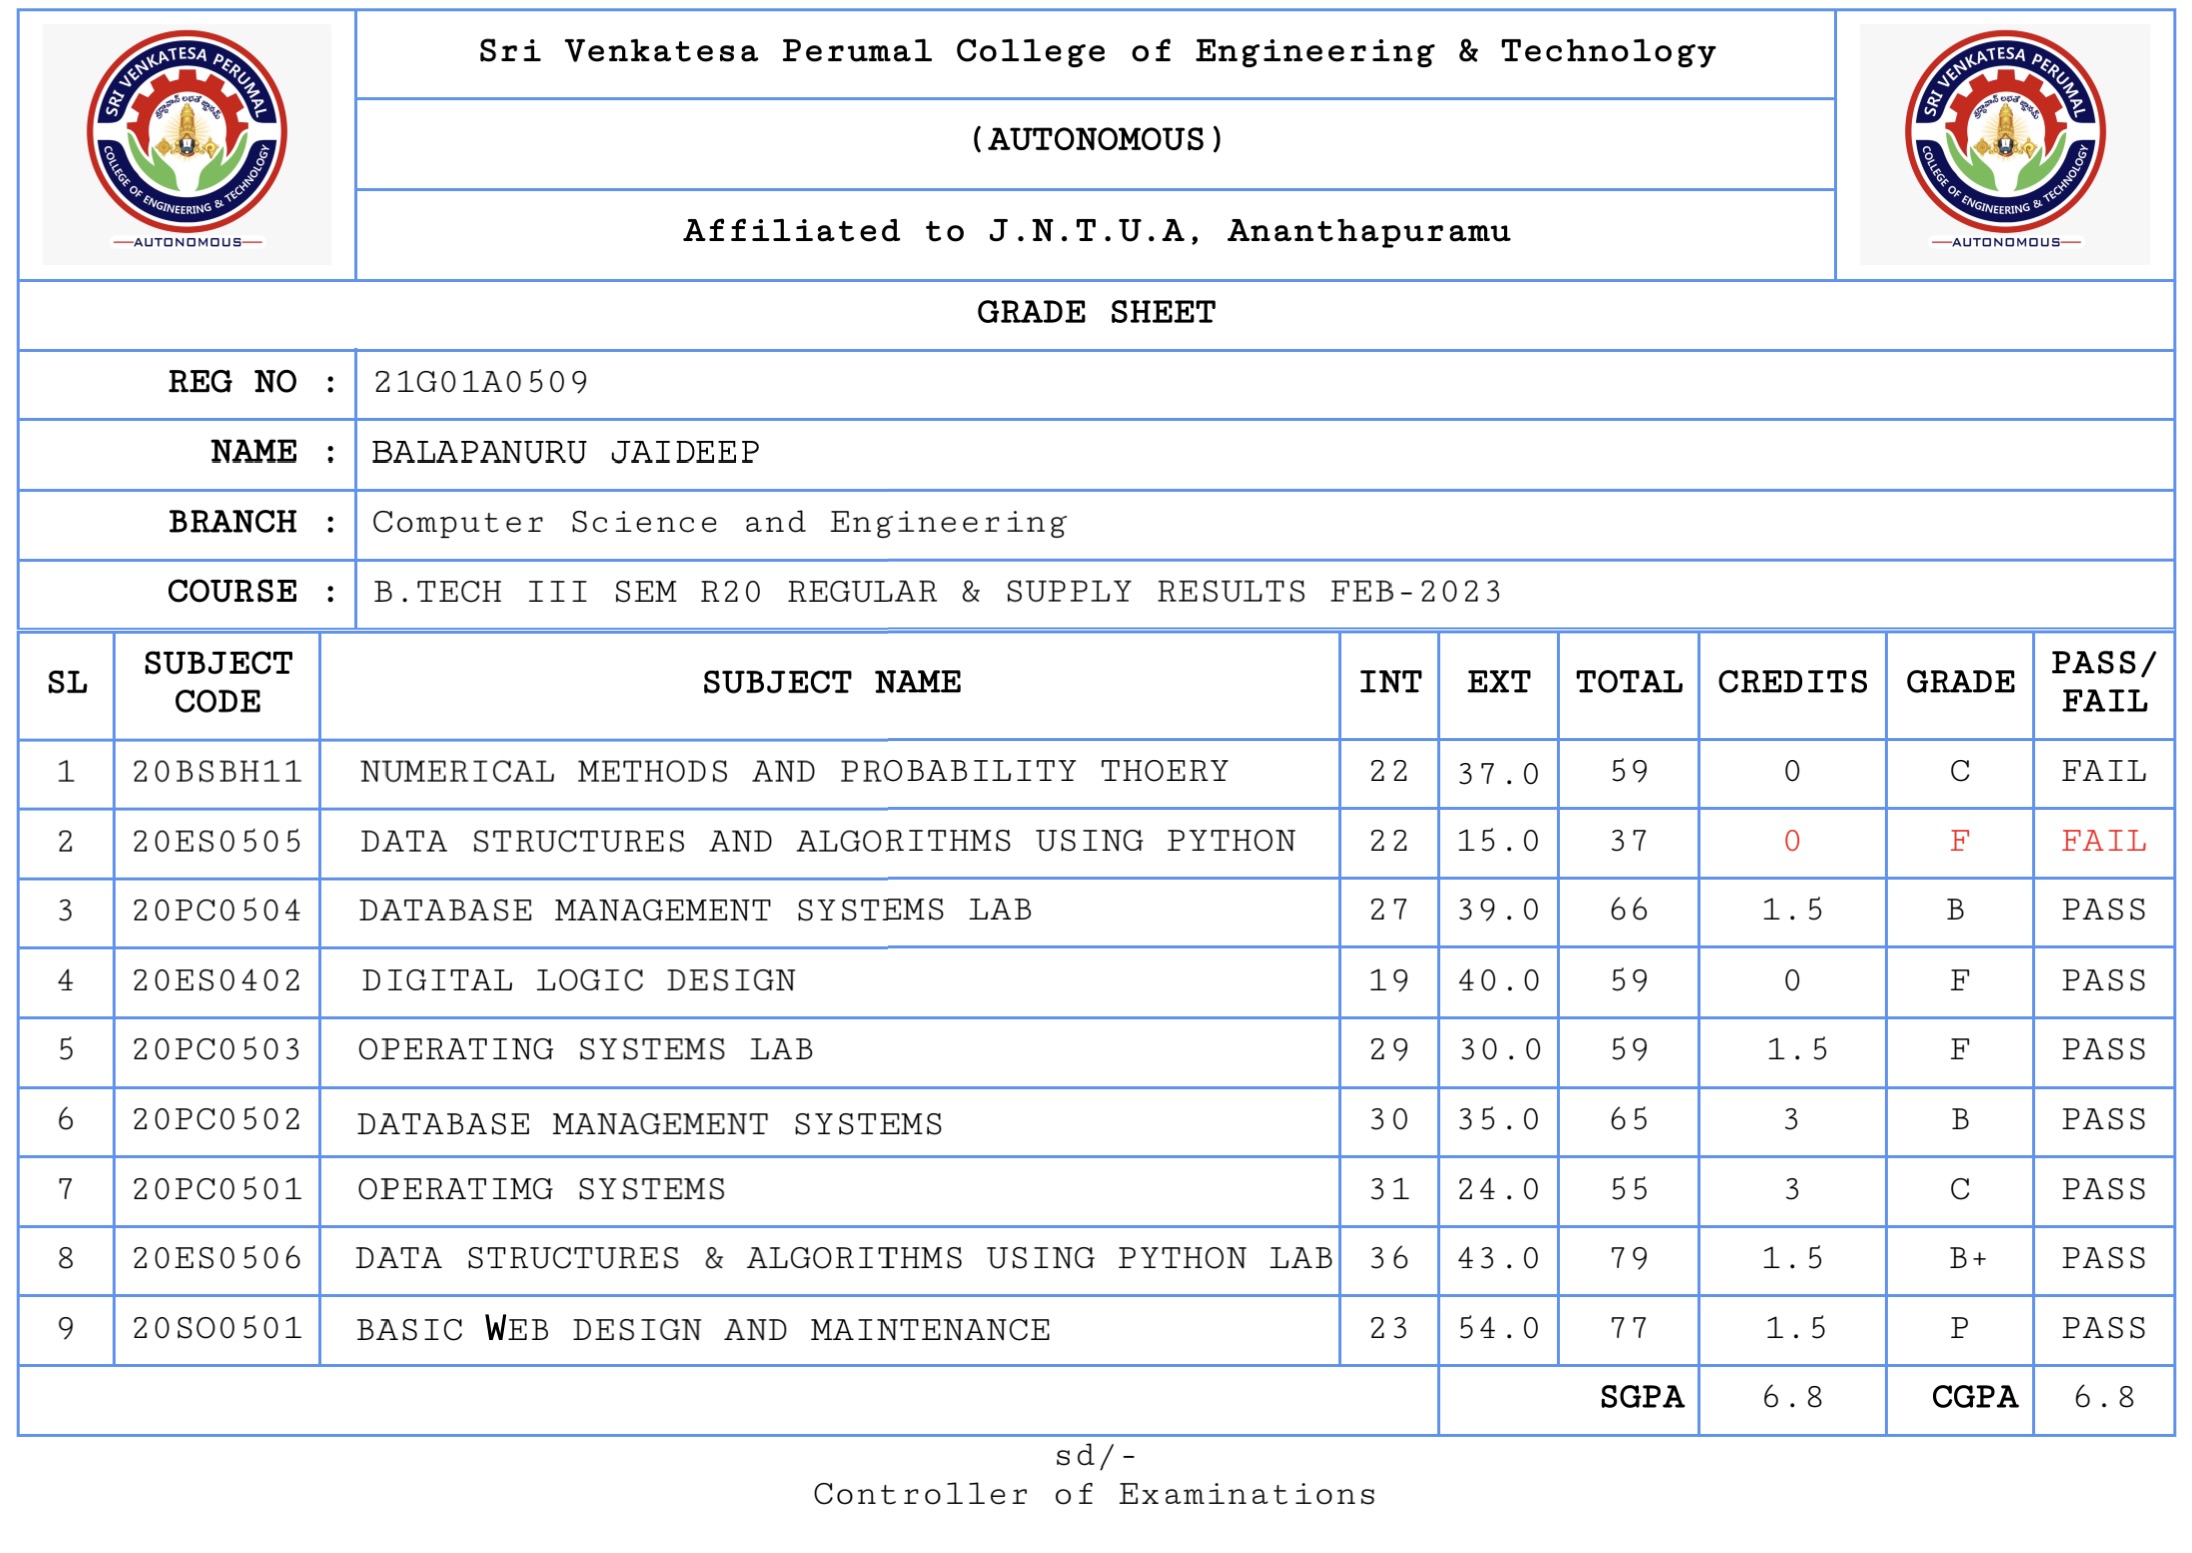 SRI VENKATESA PERUMAL
COLLEGE OF ENGINEERING & TECHNOLOGY
AUTONOMOUS
Sri Venkatesa Perumal College of Engineering & Technology
(AUTONOMOUS)
Affiliated to J.N.T.U.A, Ananthapuramu
SRI VENKATESA PERUMAL
COLLEGE OF ENGINEERING & TECHNOLOGY
AUTONOMOUS
GRADE SHEET
REG NO : 21G01A0509
NAME : BALAPANURU JAIDEEP
BRANCH : Computer Science and Engineering
COURSE : B.TECH III SEM R20 REGULAR & SUPPLY RESULTS FEB-2023
SL SUBJECT CODE SUBJECT NAME INT EXT TOTAL CREDITS GRADE PASS/ FAIL
1 20BSBH11 NUMERICAL METHODS AND PROBABILITY THOERY 22 37.0 59 0 C FAIL
2 20ES0505 DATA STRUCTURES AND ALGORITHMS USING PYTHON 22 15.0 37 0 F FAIL
3 20PC0504 DATABASE MANAGEMENT SYSTEMS LAB 27 39.0 66 1.5 B PASS
4 20ES0402 DIGITAL LOGIC DESIGN 19 40.0 59 0 F PASS
5 20PC0503 OPERATING SYSTEMS LAB 29 30.0 59 1.5 F PASS
6 20PC0502 DATABASE MANAGEMENT SYSTEMS 30 35.0 65 3 B PASS
7 20PC0501 OPERATIMG SYSTEMS 31 24.0 55 3 C PASS
8 20ES0506 DATA STRUCTURES & ALGORITHMS USING PYTHON LAB 36 43.0 79 1.5 B+ PASS
9 20SO0501 BASIC WEB DESIGN AND MAINTENANCE 23 54.0 77 1.5 P PASS
SGPA 6.8 CGPA 6.8
sd/-
Controller of Examinations